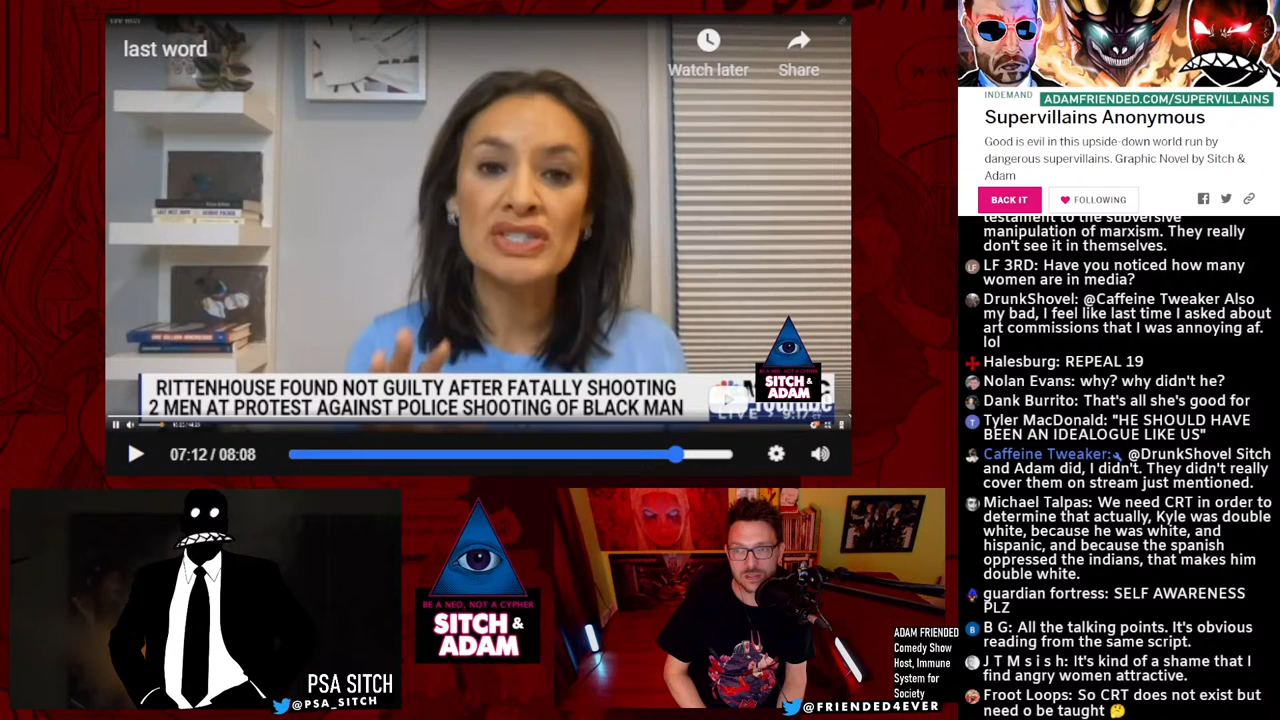 last word
Watch later
Share
RITTENHOUSE FOUND NOT GUILTY AFTER FATALLY SHOOTING
2 MEN AT PROTEST AGAINST POLICE SHOOTING OF BLACK MAN
BE A NEO, NOT A CYPHER
SITCH &
ADAM
07:12 / 08:08
PSA SITCH
@PSA_SITCH
BE A NEO, NOT A CYPHER
SITCH &
ADAM
ADAM FRIENDED
Comedy Show
Host, Immune
System for
Society
@FRIENDED4EVER
INDEMAND
ADAMFRIENDED.COM/SUPERVILLAINS
Supervillains Anonymous
Good is evil in this upside-down world run by
dangerous supervillains. Graphic Novel by Sitch &
Adam
BACK IT
FOLLOWING
testament to the subversive
manipulation of marxism. They really
don't see it in themselves.
LF 3RD: Have you noticed how many
women are in media?
DrunkShovel: @Caffeine Tweaker Also
my bad, I feel like last time I asked about
art commissions that I was annoying af.
lol
Halesburg: REPEAL 19
Nolan Evans: why? why didn't he?
Dank Burrito: That's all she's good for
Tyler MacDonald: "HE SHOULD HAVE
BEEN AN IDEALOGUE LIKE US"
Caffeine Tweaker: @DrunkShovel Sitch
and Adam did, I didn't. They didn't really
cover them on stream just mentioned.
Michael Talpas: We need CRT in order to
determine that actually, Kyle was double
white, because he was white, and
hispanic, and because the spanish
oppressed the indians, that makes him
double white.
guardian fortress: SELF AWARENESS
PLZ
B G: All the talking points. It's obvious
reading from the same script.
J T M s i s h: It's kind of a shame that I
find angry women attractive.
Froot Loops: So CRT does not exist but
need o be taught 🤔